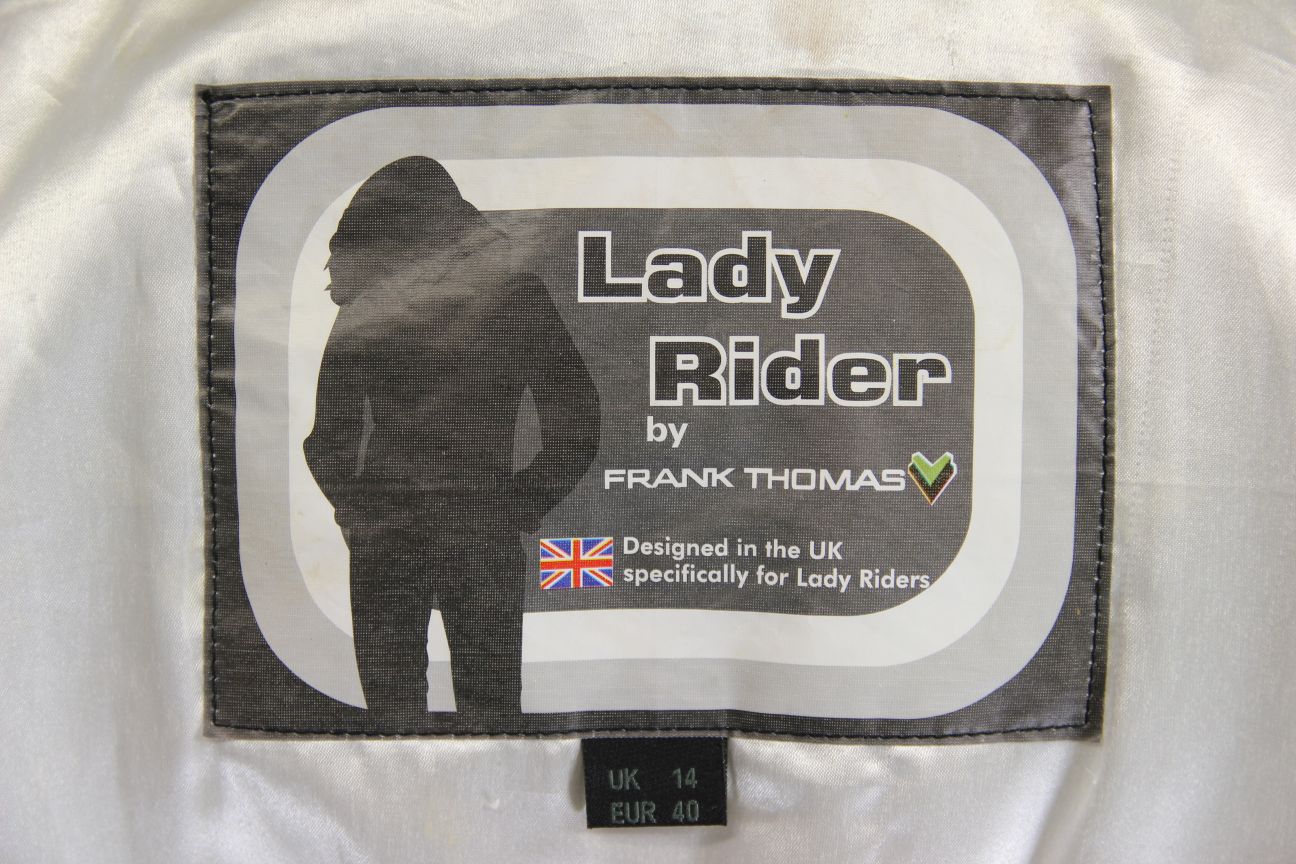 Lady
Rider
by
FRANK THOMAS
Designed in the UK
specifically for Lady Riders
UK 14
EUR 40